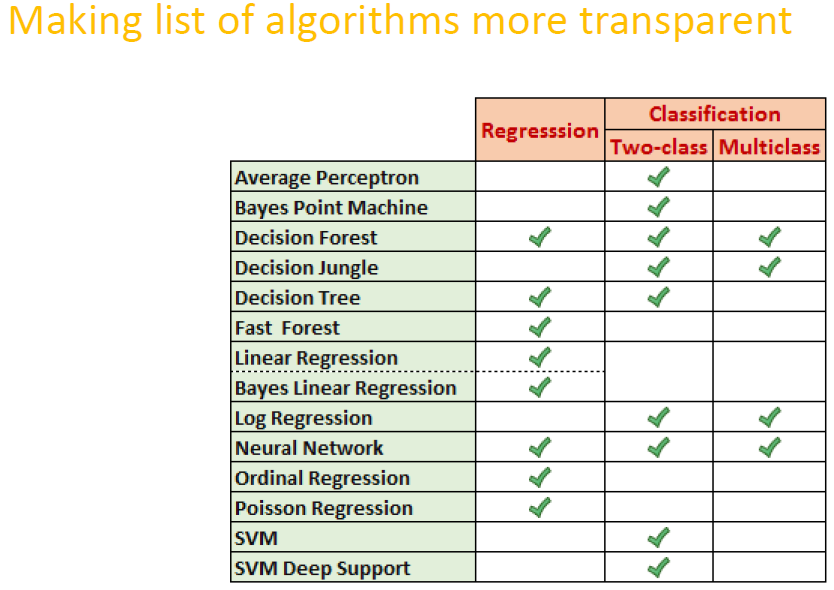 Making list of algorithms more transparent
Regresssion
Classification
Two-class Multiclass
Average Perceptron
Bayes Point Machine
Decision Forest
Decision Jungle
Decision Tree
Fast Forest
Linear Regression
Bayes Linear Regression
Log Regression
Neural Network
Ordinal Regression
Poisson Regression
SVM
SVM Deep Support